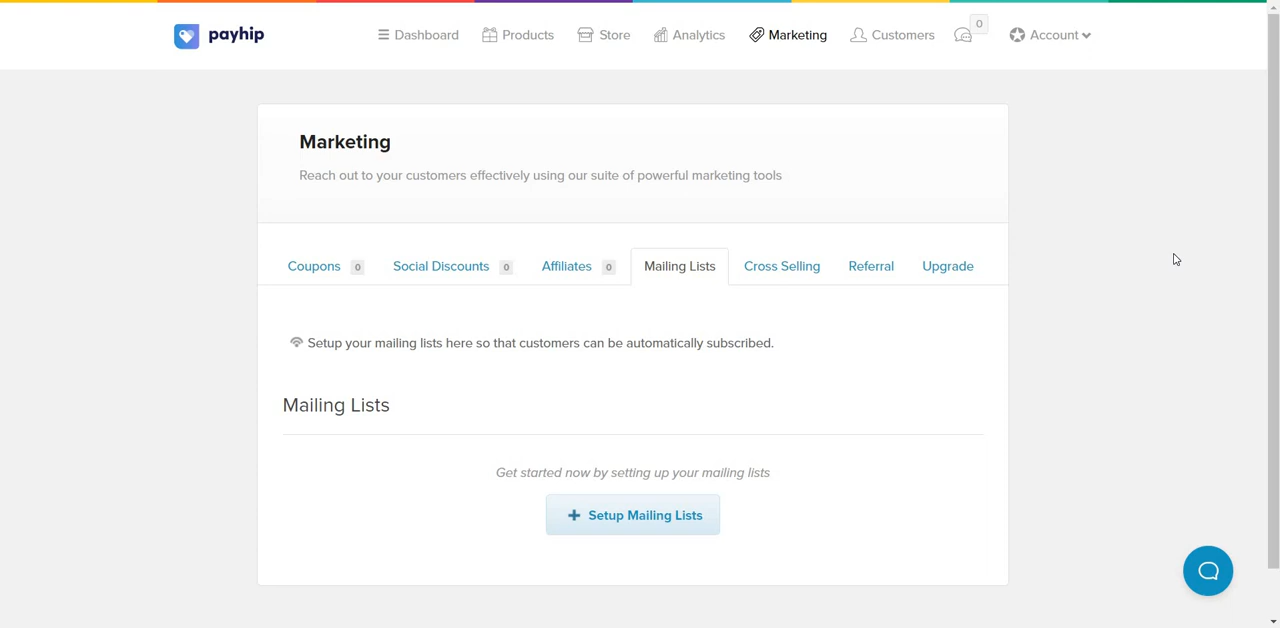 payhip
Dashboard
Products
Store
Analytics
Marketing
Customers
0
Account
Marketing
Reach out to your customers effectively using our suite of powerful marketing tools
Coupons 0
Social Discounts 0
Affiliates 0
Mailing Lists
Cross Selling
Referral
Upgrade
Setup your mailing lists here so that customers can be automatically subscribed.
Mailing Lists
Get started now by setting up your mailing lists
+ Setup Mailing Lists